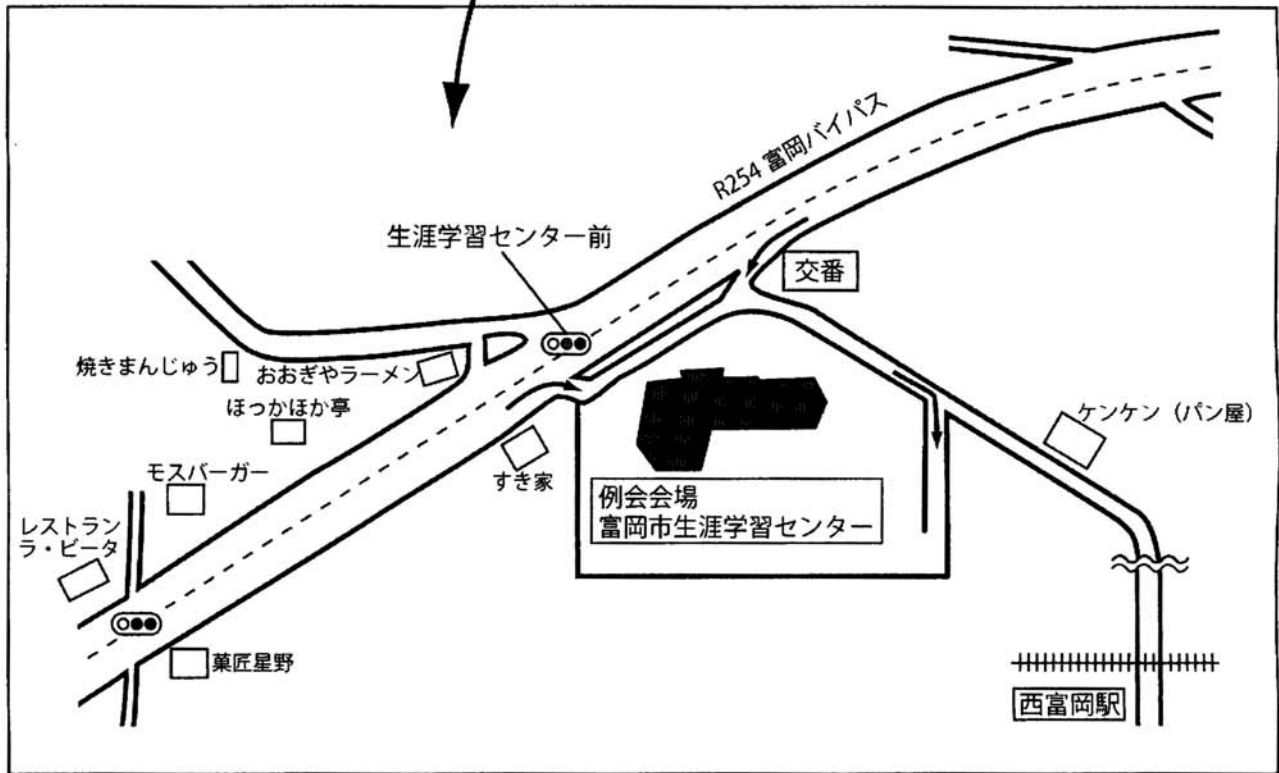 R254 富岡バイパス
生涯学習センター前
交番
焼きまんじゅう
おおぎやラーメン
ほっかほか亭
ケンケン（パン屋）
モスバーガー
すき家
例会会場
富岡市生涯学習センター
レストラン
ラ・ビータ
菓匠星野
西富岡駅